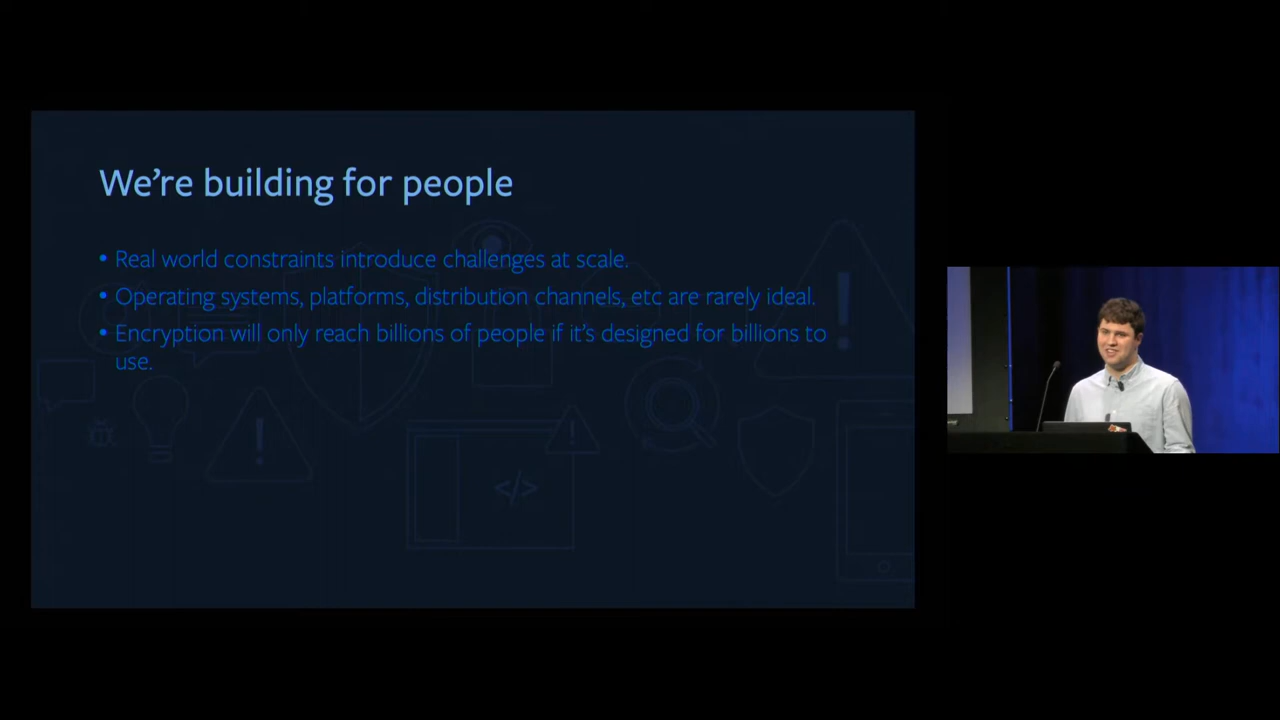 We're building for people
• Real world constraints introduce challenges at scale.
• Operating systems, platforms, distribution channels, etc are rarely ideal.
• Encryption will only reach billions of people if it's designed for billions to
use.
</>